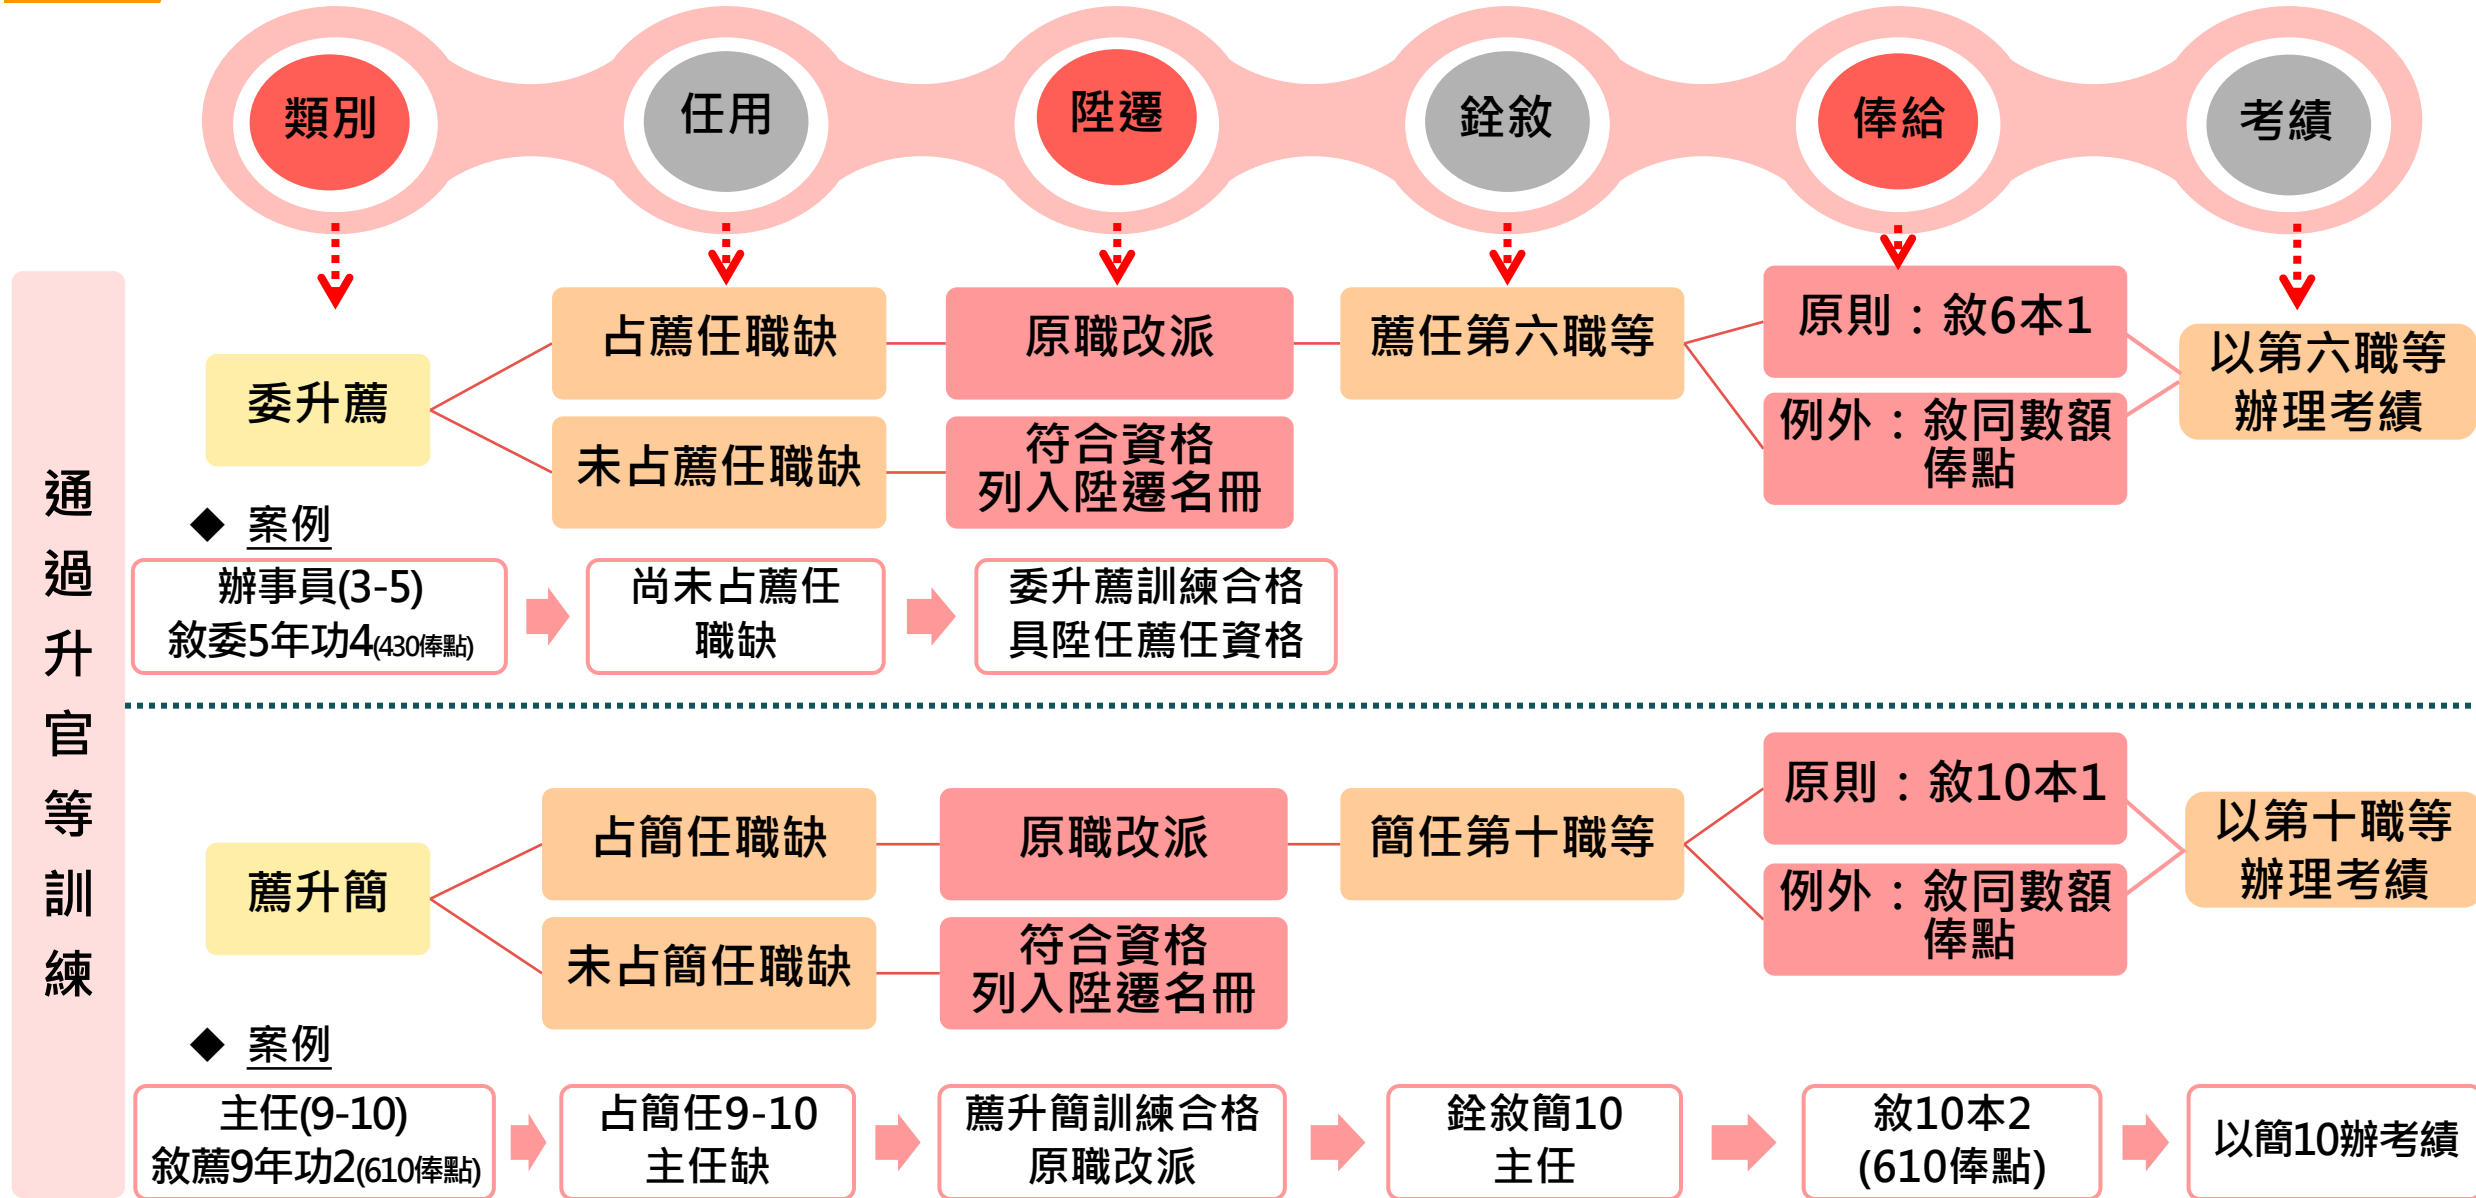 類別
任用
陞遷
銓敘
俸給
考績
通
過
升
官
等
訓
練
委升薦
占薦任職缺
原職改派
薦任第六職等
原則：敘6本1
例外：敘同數額
俸點
以第六職等
辦理考績
未占薦任職缺
符合資格
列入陞遷名冊
◆ 案例
辦事員(3-5)
敘委5年功4(430俸點)
尚未占薦任
職缺
委升薦訓練合格
具陞任薦任資格
薦升簡
占簡任職缺
原職改派
簡任第十職等
原則：敘10本1
例外：敘同數額
俸點
以第十職等
辦理考績
未占簡任職缺
符合資格
列入陞遷名冊
◆ 案例
主任(9-10)
敘薦9年功2(610俸點)
占簡任9-10
主任缺
薦升簡訓練合格
原職改派
銓敘簡10
主任
敘10本2
(610俸點)
以簡10辦考績